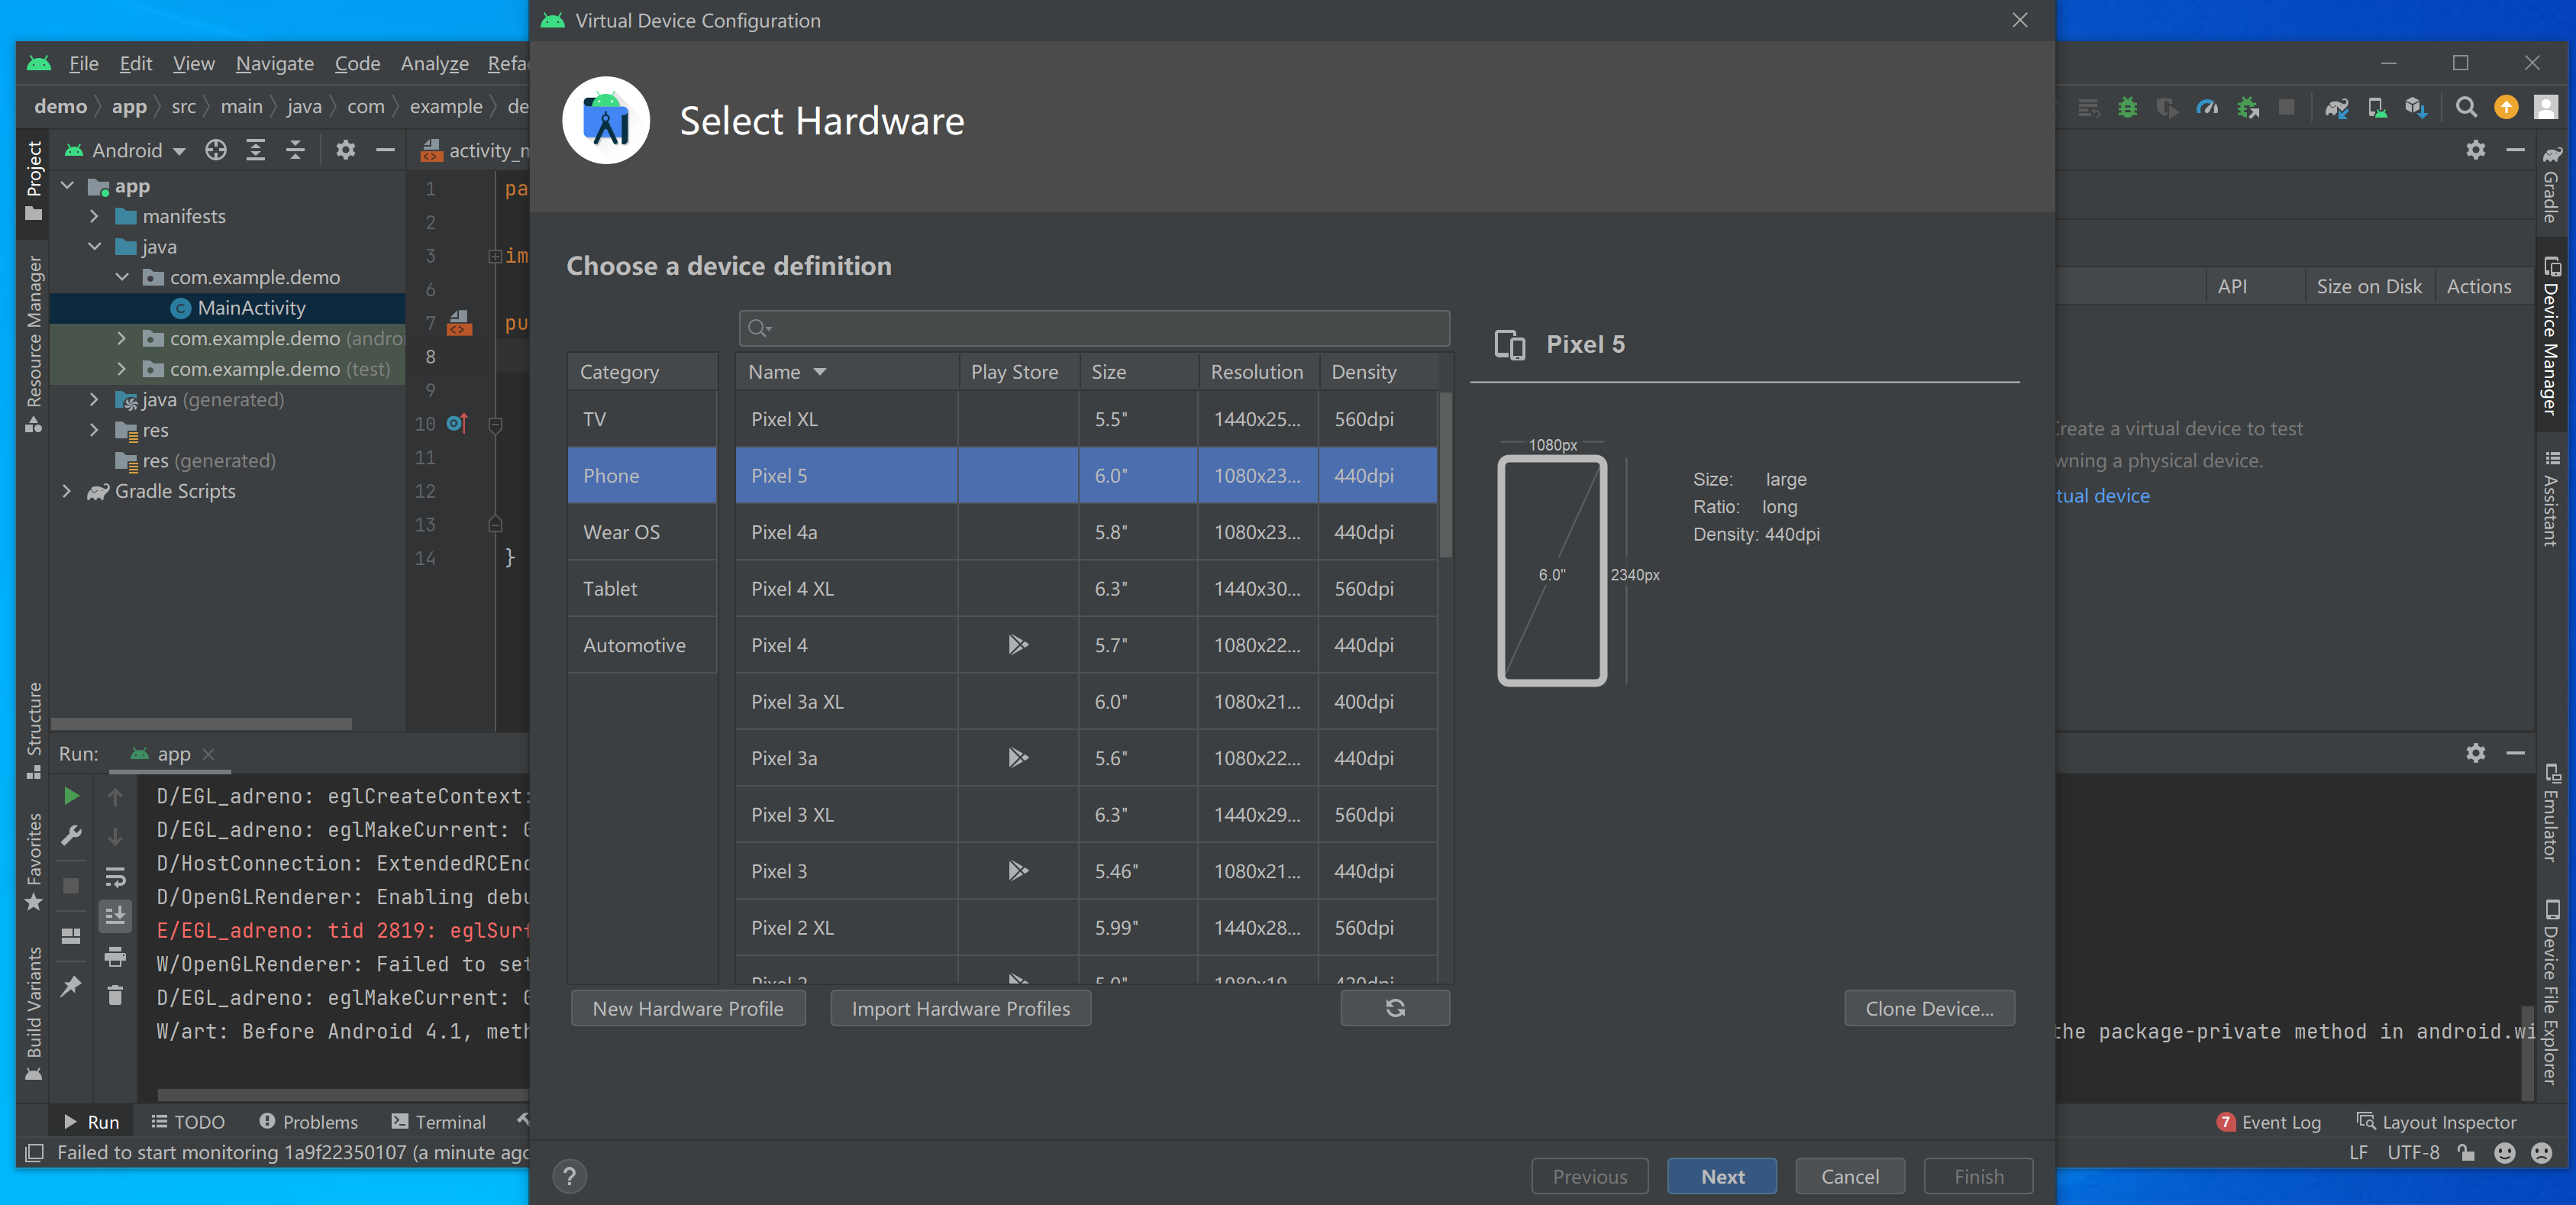 Virtual Device Configuration
File Edit View Navigate Code Analyze Refa
demo app src main java com example de
Select Hardware
Project
Android
activity_m
app
manifests
java
com.example.demo
MainActivity
com.example.demo (andro
com.example.demo (test)
java (generated)
res
res (generated)
Gradle Scripts
Resource Manager
Structure
Favorites
Build Variants
1 pa
2
3 im
6
7 pu
8
9
10
11
12
13
14 }
Choose a device definition
Category
TV
Phone
Wear OS
Tablet
Automotive
Name Play Store Size Resolution Density
Pixel XL 5.5" 1440x25... 560dpi
Pixel 5 6.0" 1080x23... 440dpi
Pixel 4a 5.8" 1080x23... 440dpi
Pixel 4 XL 6.3" 1440x30... 560dpi
Pixel 4 5.7" 1080x22... 440dpi
Pixel 3a XL 6.0" 1080x21... 400dpi
Pixel 3a 5.6" 1080x22... 440dpi
Pixel 3 XL 6.3" 1440x29... 560dpi
Pixel 3 5.46" 1080x21... 440dpi
Pixel 2 XL 5.99" 1440x28... 560dpi
Pixel 2 5.0" 1080x19... 420dpi
Pixel 5
1080px
6.0"
2340px
Size: large
Ratio: long
Density: 440dpi
New Hardware Profile Import Hardware Profiles Clone Device...
? Previous Next Cancel Finish
API Size on Disk Actions
Create a virtual device to test
wning a physical device.
tual device
Gradle
Device Manager
Assistant
Emulator
Device File Explorer
Run: app
D/EGL_adreno: eglCreateContext:
D/EGL_adreno: eglMakeCurrent: 0
D/HostConnection: ExtendedRCEnc
D/OpenGLRenderer: Enabling debu
E/EGL_adreno: tid 2819: eglSurf
W/OpenGLRenderer: Failed to set
D/EGL_adreno: eglMakeCurrent: 0
W/art: Before Android 4.1, meth
the package-private method in android.wi
Run TODO Problems Terminal
7 Event Log Layout Inspector
Failed to start monitoring 1a9f22350107 (a minute ago
LF UTF-8